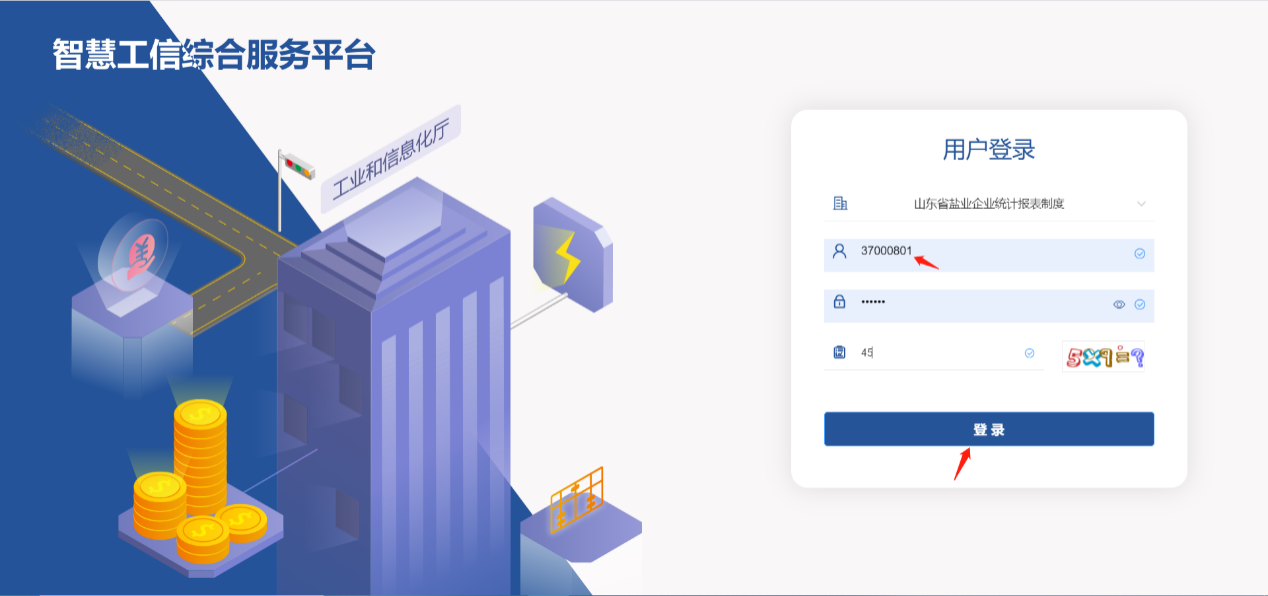 智慧工信综合服务平台
工业和信息化厅
用户登录
山东省盐业企业统计报表制度
37000801
••••••
45
5×9=?
登录